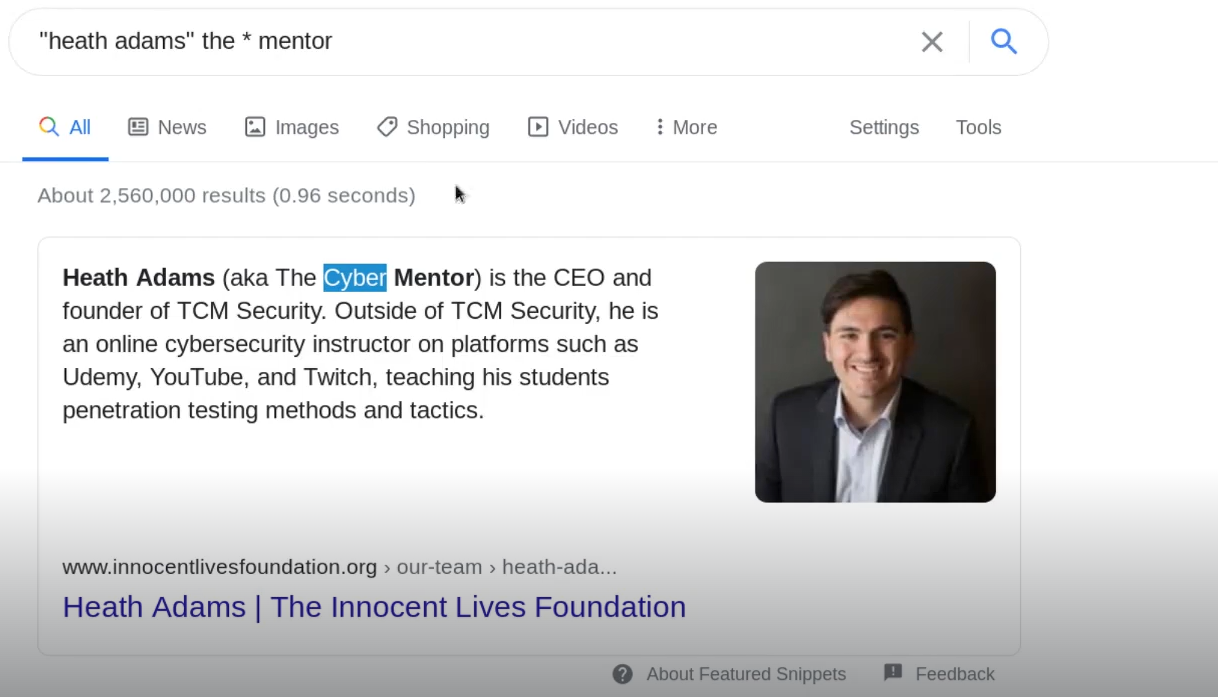 "heath adams" the * mentor
All News Images Shopping Videos More Settings Tools
About 2,560,000 results (0.96 seconds)
Heath Adams (aka The Cyber Mentor) is the CEO and
founder of TCM Security. Outside of TCM Security, he is
an online cybersecurity instructor on platforms such as
Udemy, YouTube, and Twitch, teaching his students
penetration testing methods and tactics.
www.innocentlivesfoundation.org › our-team › heath-ada...
Heath Adams | The Innocent Lives Foundation
About Featured Snippets Feedback